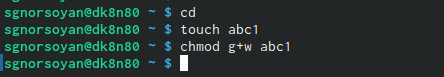 sgnorsoyan@dk8n80 ~ $ cd
sgnorsoyan@dk8n80 ~ $ touch abc1
sgnorsoyan@dk8n80 ~ $ chmod g+w abc1
sgnorsoyan@dk8n80 ~ $